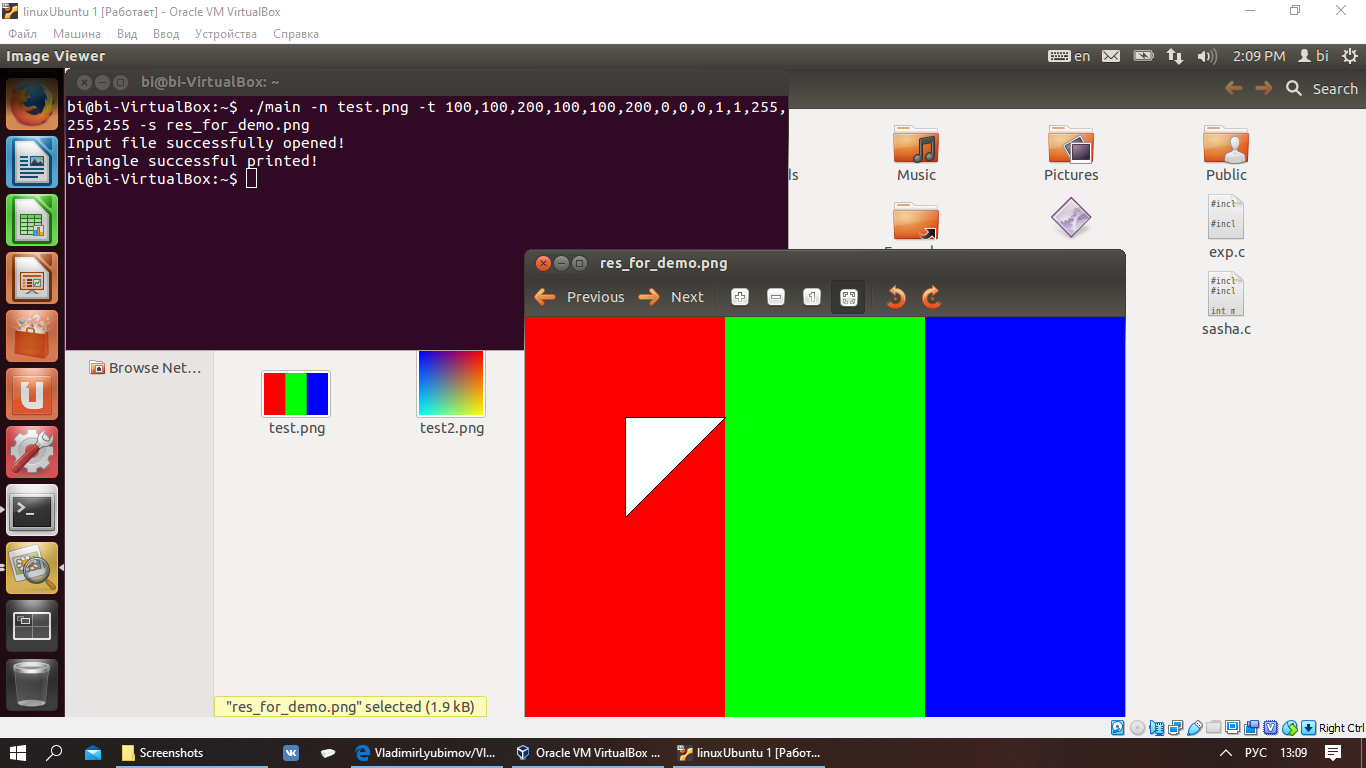 linuxUbuntu 1 [Работает] - Oracle VM VirtualBox
Файл Машина Вид Ввод Устройства Справка
Image Viewer
en
2:09 PM
bi
bi@bi-VirtualBox: ~
bi@bi-VirtualBox:~$ ./main -n test.png -t 100,100,200,100,100,200,0,0,0,1,1,255,
255,255 -s res_for_demo.png
Input file successfully opened!
Triangle successful printed!
bi@bi-VirtualBox:~$
Search
Music
Pictures
Public
#incl
#incl
exp.c
#incl
#incl
int m
sasha.c
res_for_demo.png
Previous Next
Browse Net...
test.png
test2.png
"res_for_demo.png" selected (1.9 kB)
Right Ctrl
Screenshots
VladimirLyubimov/Vl...
Oracle VM VirtualBox ...
linuxUbuntu 1 [Работ...
РУС
13:09